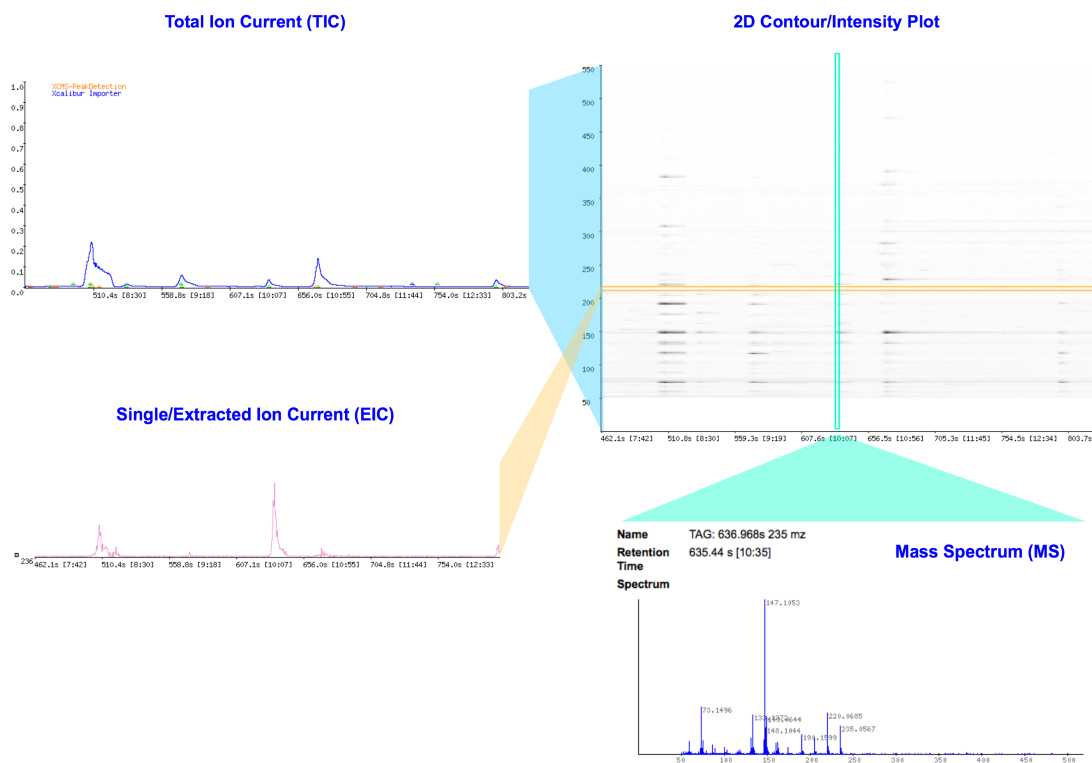 Total Ion Current (TIC)
2D Contour/Intensity Plot
XCMS-PeakDetection
Xcalibur Importer
1.0
0.9
0.8
0.7
0.6
0.5
0.4
0.3
0.2
0.1
0.0
510.4s [8:30] 558.8s [9:18] 607.1s [10:07] 656.0s [10:55] 704.8s [11:44] 754.0s [12:33] 803.2s
550
500
450
400
350
300
250
200
150
100
50
462.1s [7:42] 510.8s [8:30] 559.3s [9:19] 607.6s [10:07] 656.5s [10:56] 705.3s [11:45] 754.5s [12:34] 803.7s
Single/Extracted Ion Current (EIC)
236
462.1s [7:42] 510.4s [8:30] 558.8s [9:18] 607.1s [10:07] 656.0s [10:55] 704.8s [11:44] 754.0s [12:33]
Name TAG: 636.968s 235 mz
Retention Time 635.44 s [10:35]
Spectrum
Mass Spectrum (MS)
147.1053
73.1496
220.0685
148.1044
235.0567
50 100 150 200 250 300 350 400 450 500